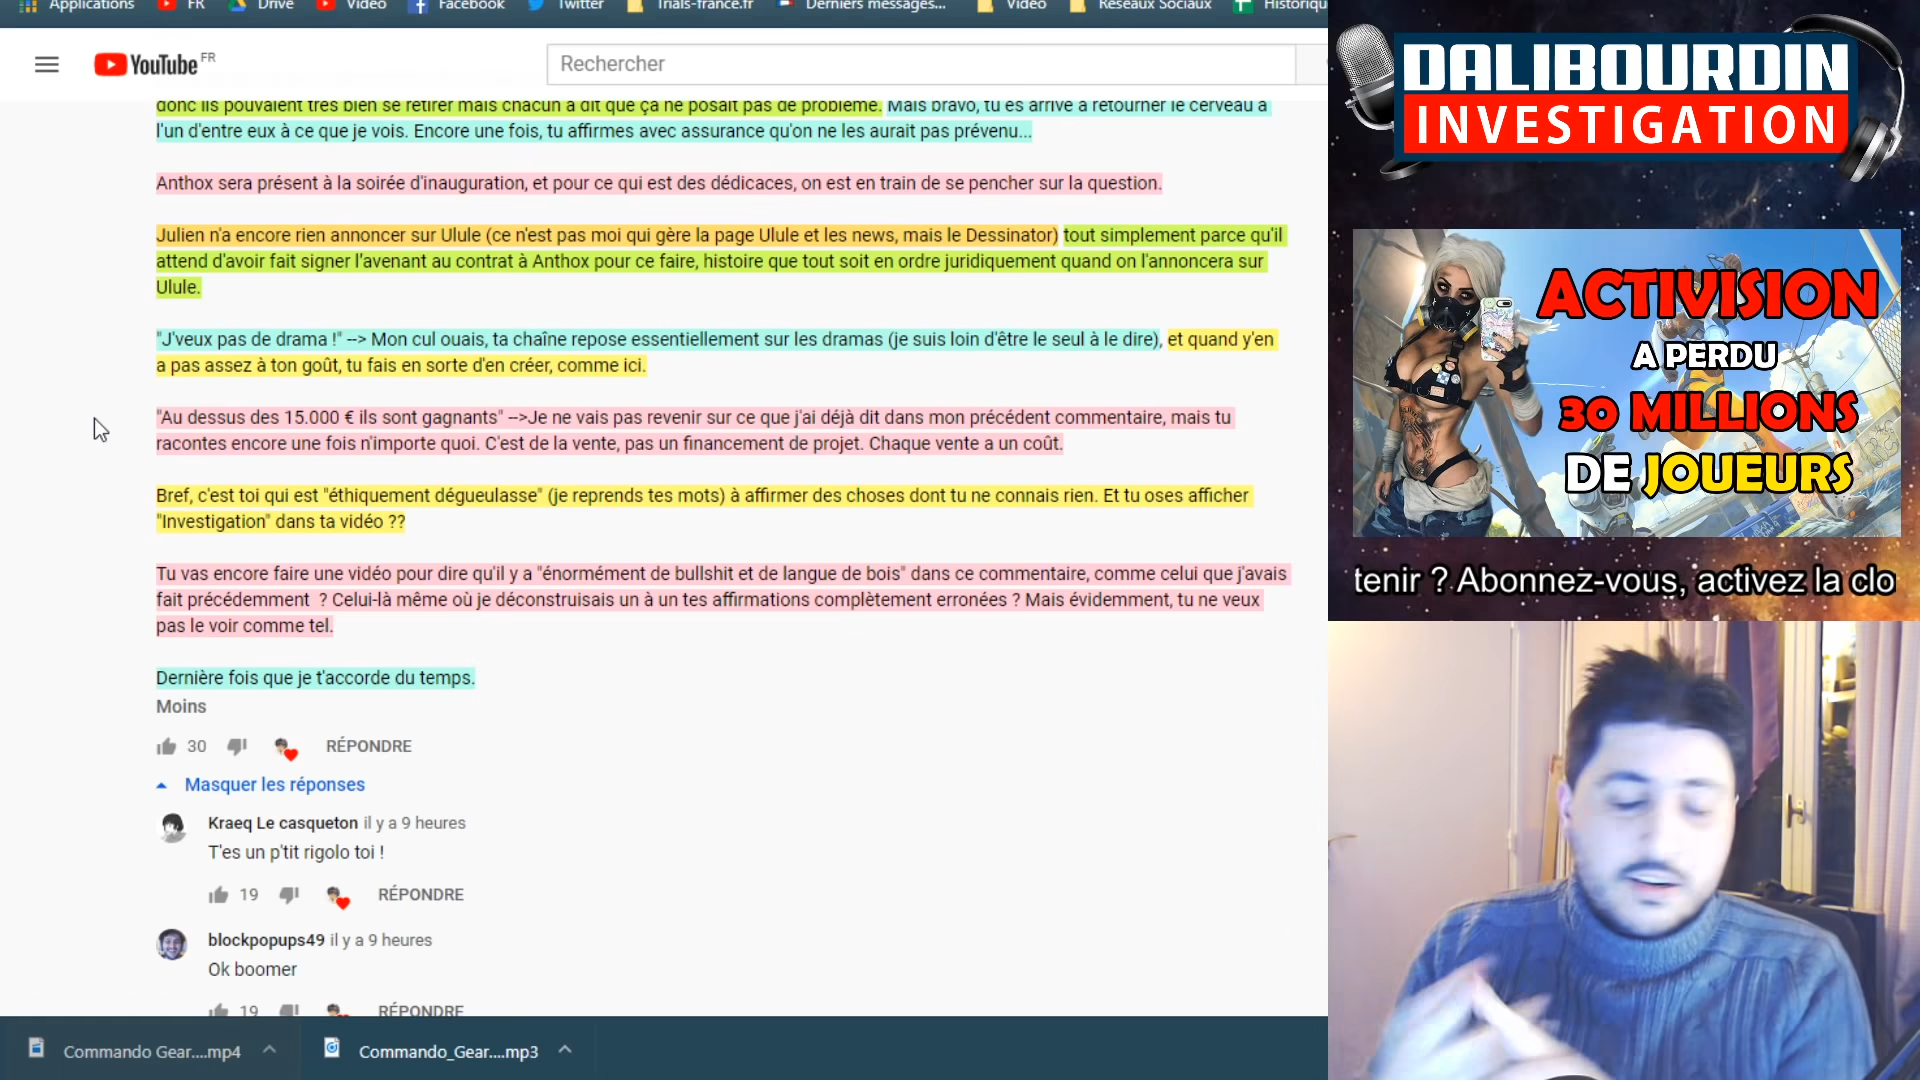 Applications FR Drive Video Facebook Twitter Trials-france.fr Derniers messages... Video Réseaux Sociaux Historiqu
YouTube FR
Rechercher
donc ils pouvaient très bien se retirer mais chacun a dit que ça ne posait pas de problème. Mais bravo, tu es arrivé à retourner le cerveau à
l'un d'entre eux à ce que je vois. Encore une fois, tu affirmes avec assurance qu'on ne les aurait pas prévenu...
Anthox sera présent à la soirée d'inauguration, et pour ce qui est des dédicaces, on est en train de se pencher sur la question.
Julien n'a encore rien annoncer sur Ulule (ce n'est pas moi qui gère la page Ulule et les news, mais le Dessinator) tout simplement parce qu'il
attend d'avoir fait signer l'avenant au contrat à Anthox pour ce faire, histoire que tout soit en ordre juridiquement quand on l'annoncera sur
Ulule.
"J'veux pas de drama !" --> Mon cul ouais, ta chaîne repose essentiellement sur les dramas (je suis loin d'être le seul à le dire), et quand y'en
a pas assez à ton goût, tu fais en sorte d'en créer, comme ici.
"Au dessus des 15.000 € ils sont gagnants" -->Je ne vais pas revenir sur ce que j'ai déjà dit dans mon précédent commentaire, mais tu
racontes encore une fois n'importe quoi. C'est de la vente, pas un financement de projet. Chaque vente a un coût.
Bref, c'est toi qui est "éthiquement dégueulasse" (je reprends tes mots) à affirmer des choses dont tu ne connais rien. Et tu oses afficher
"Investigation" dans ta vidéo ??
Tu vas encore faire une vidéo pour dire qu'il y a "énormément de bullshit et de langue de bois" dans ce commentaire, comme celui que j'avais
fait précédemment ? Celui-là même où je déconstruisais un à un tes affirmations complètement erronées ? Mais évidemment, tu ne veux
pas le voir comme tel.
Dernière fois que je t'accorde du temps.
Moins
30 RÉPONDRE
Masquer les réponses
Kraeq Le casqueton il y a 9 heures
T'es un p'tit rigolo toi !
19 RÉPONDRE
blockpopups49 il y a 9 heures
Ok boomer
19 RÉPONDRE
Commando Gear....mp4 Commando_Gear....mp3
DALIBOURDIN
INVESTIGATION
ACTIVISION
A PERDU
30 MILLIONS
DE JOUEURS
tenir ? Abonnez-vous, activez la clo